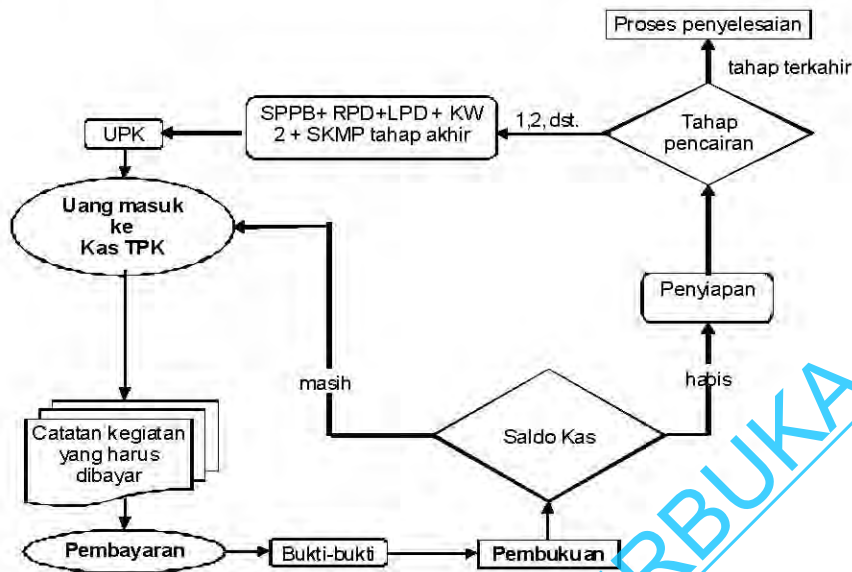 Proses penyelesaian
tahap terkahir
SPPB+ RPD+LPD + KW
2 + SKMP tahap akhir
1,2, dst.
Tahap
pencairan
UPK
Uang masuk
ke
Kas TPK
Penyiapan
masih
habis
Catatan kegiatan
yang harus
dibayar
Saldo Kas
Pembayaran
Bukti-bukti
Pembukuan
RBUKA